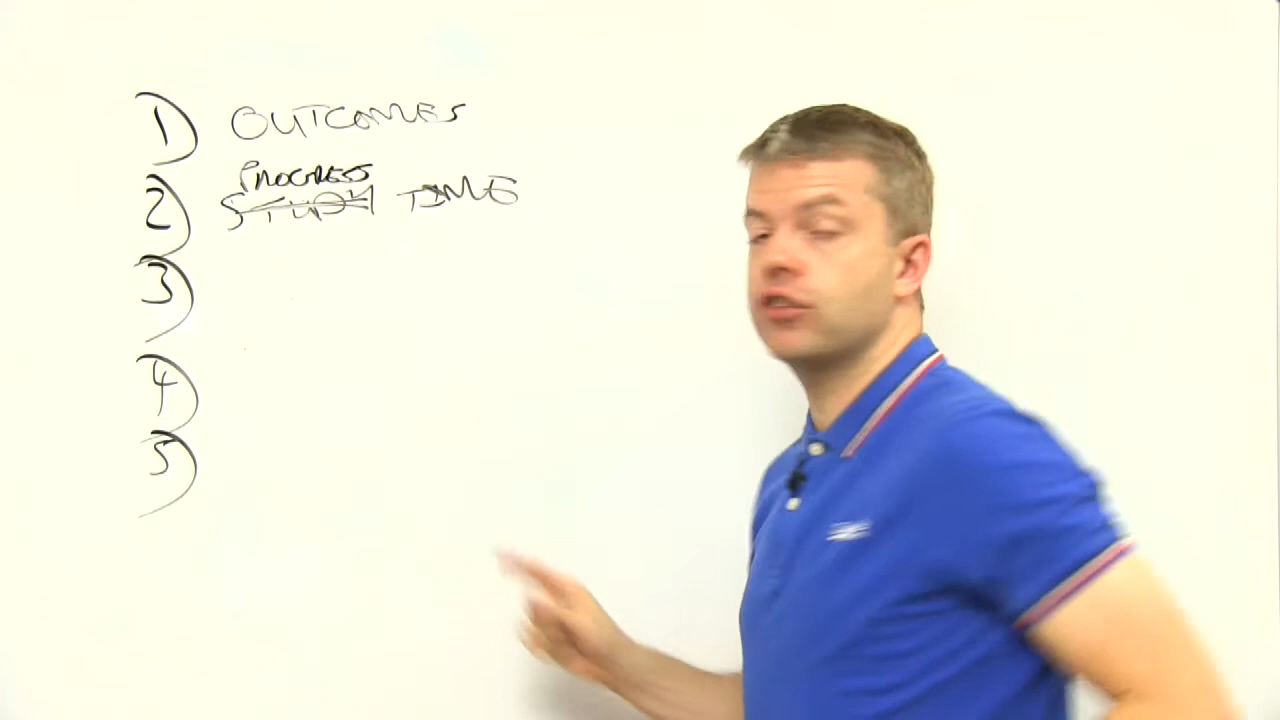 1) OUTCOMES
PROGRESS
2) STUDY TIME
3)
4)
5)